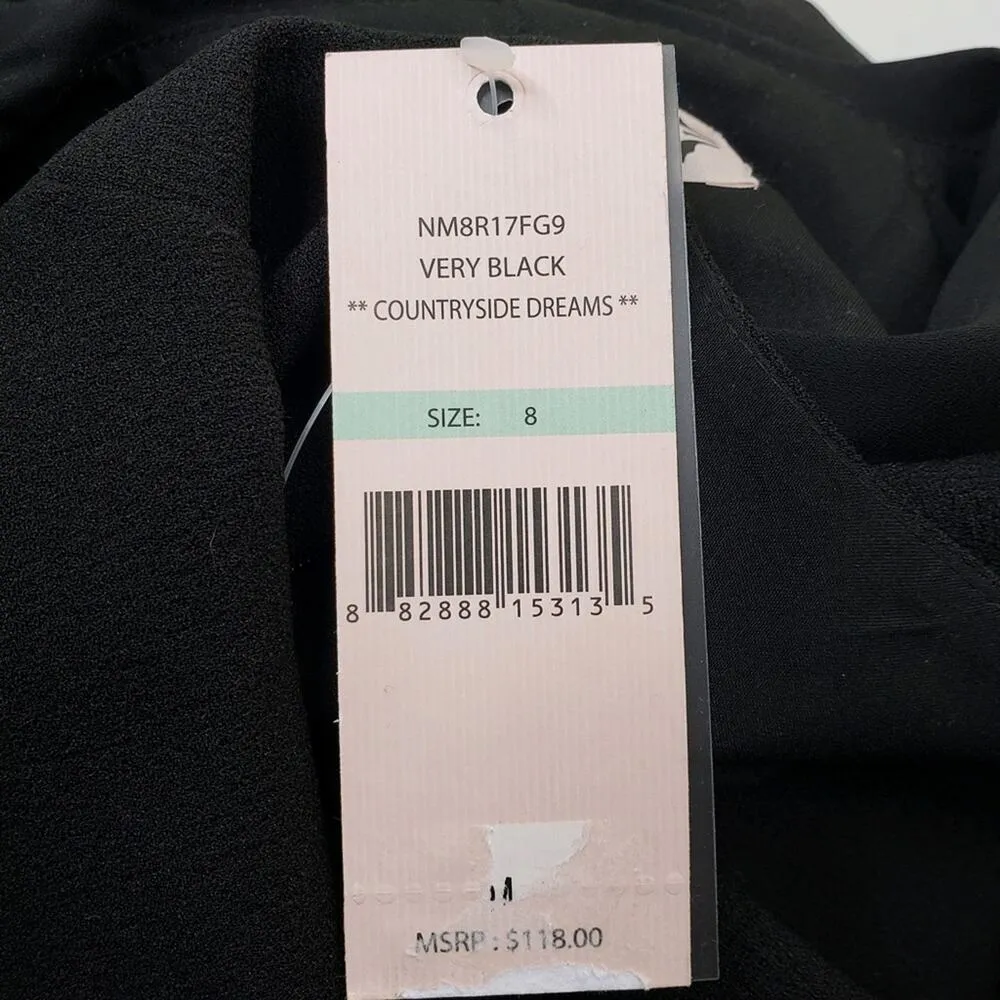 NM8R17FG9
VERY BLACK
** COUNTRYSIDE DREAMS **
SIZE: 8
8 82888 15313 5
MSRP : $118.00